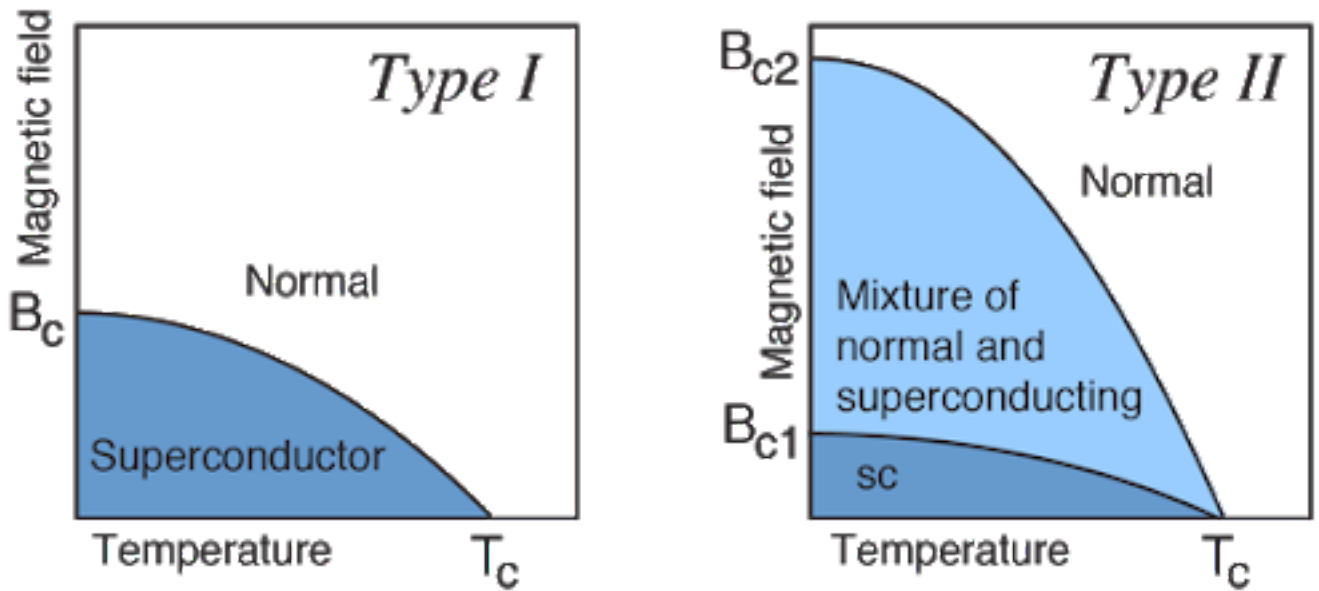 Type I
Magnetic field
Normal
Bc
Superconductor
Temperature
Tc
Bc2
Type II
Normal
Magnetic field
Mixture of
normal and
superconducting
Bc1
sc
Temperature
Tc